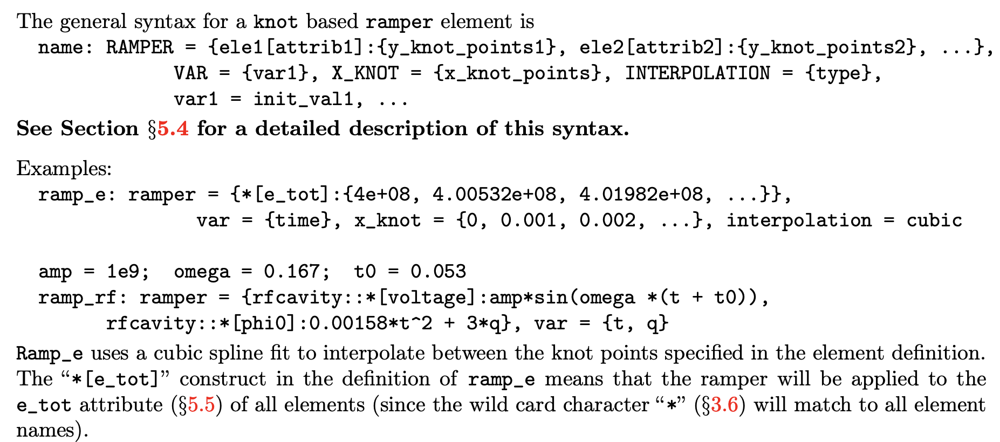 The general syntax for a knot based ramper element is
name: RAMPER = {ele1[attrib1]:{y_knot_points1}, ele2[attrib2]:{y_knot_points2}, ...},
VAR = {var1}, X_KNOT = {x_knot_points}, INTERPOLATION = {type},
var1 = init_val1, ...
See Section §5.4 for a detailed description of this syntax.
Examples:
ramp_e: ramper = {*[e_tot]:{4e+08, 4.00532e+08, 4.01982e+08, ...}},
var = {time}, x_knot = {0, 0.001, 0.002, ...}, interpolation = cubic
amp = 1e9; omega = 0.167; t0 = 0.053
ramp_rf: ramper = {rfcavity::*[voltage]:amp*sin(omega *(t + t0)),
rfcavity::*[phi0]:0.00158*t^2 + 3*q}, var = {t, q}
Ramp_e uses a cubic spline fit to interpolate between the knot points specified in the element definition.
The “*[e_tot]” construct in the definition of ramp_e means that the ramper will be applied to the
e_tot attribute (§5.5) of all elements (since the wild card character “*” (§3.6) will match to all element
names).